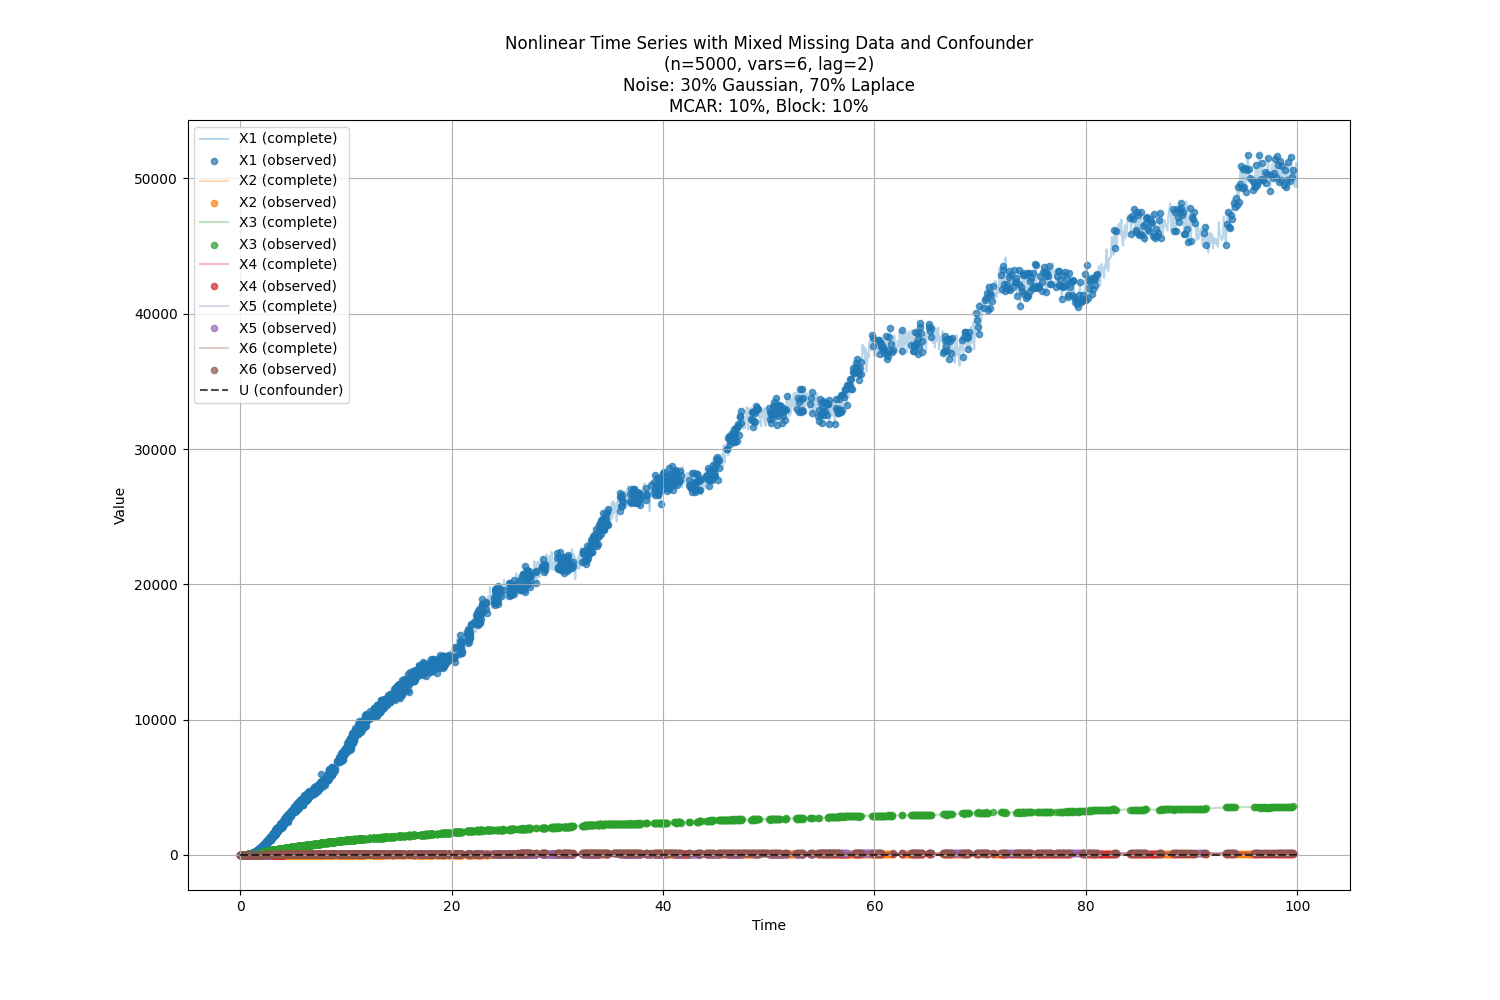 Nonlinear Time Series with Mixed Missing Data and Confounder
(n=5000, vars=6, lag=2)
Noise: 30% Gaussian, 70% Laplace
MCAR: 10%, Block: 10%
X1 (complete)
X1 (observed)
X2 (complete)
X2 (observed)
X3 (complete)
X3 (observed)
X4 (complete)
X4 (observed)
X5 (complete)
X5 (observed)
X6 (complete)
X6 (observed)
U (confounder)
50000
40000
30000
20000
10000
0
Value
0 20 40 60 80 100
Time